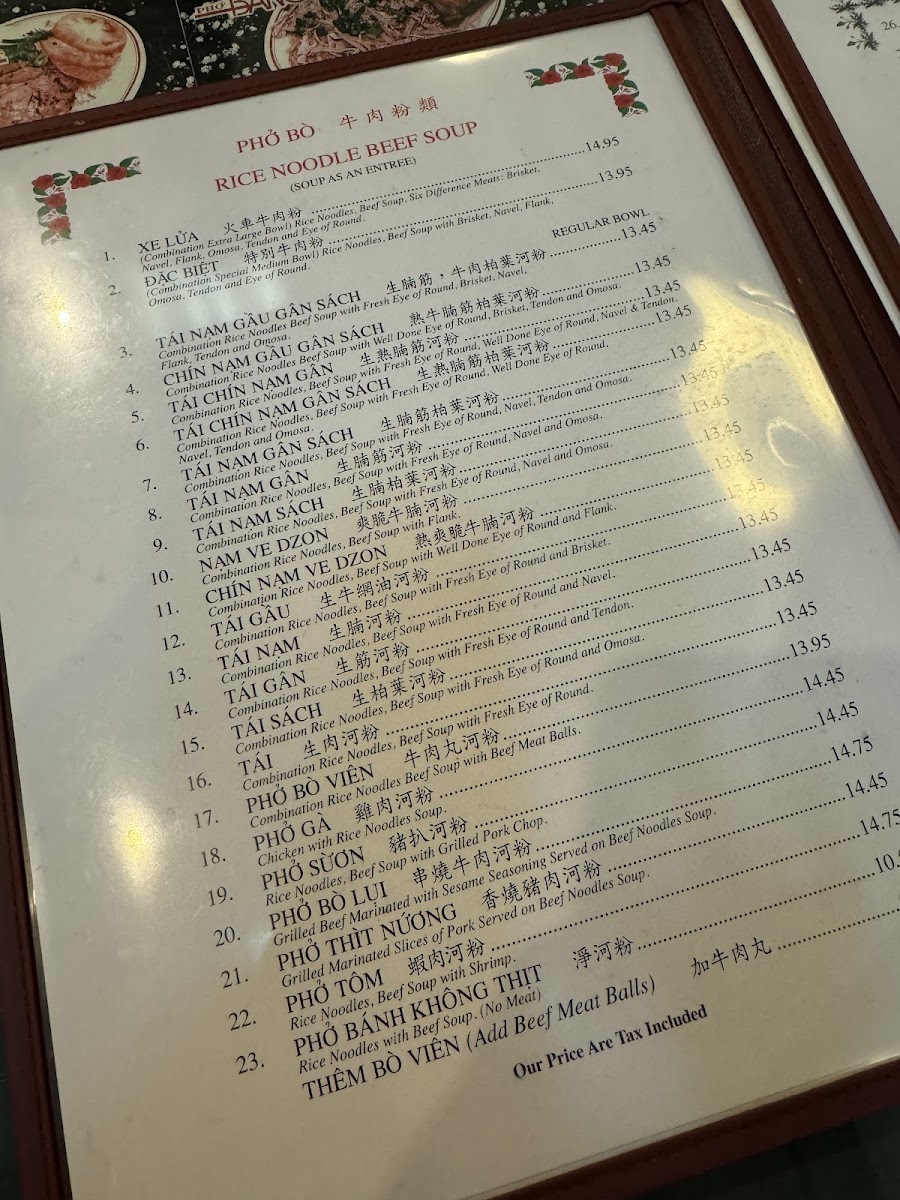 PHỞ
26.
PHỞ BÒ 牛肉粉類
RICE NOODLE BEEF SOUP
(SOUP AS AN ENTREE)
1. XE LỬA 火車牛肉粉 14.95
(Combination Extra Large Bowl) Rice Noodles, Beef Soup, Six Difference Meats: Brisket,
Navel, Flank, Omosa, Tendon and Eye of Round.
2. ĐẶC BIỆT 特別牛肉粉 13.95
(Combination Special Medium Bowl) Rice Noodles, Beef Soup with Brisket, Navel, Flank,
Omosa, Tendon and Eye of Round.
REGULAR BOWL
3. TÁI NẠM GẦU GÂN SÁCH 生腩筋，牛肉柏葉河粉 13.45
Combination Rice Noodles Beef Soup with Fresh Eye of Round, Brisket, Navel,
Flank, Tendon and Omosa.
4. CHÍN NẠM GẦU GÂN SÁCH 熟牛腩筋柏葉河粉 13.45
Combination Rice Noodles Beef Soup with Well Done Eye of Round, Brisket, Tendon and Omosa.
5. TÁI CHÍN NẠM GÂN 生熟腩筋河粉 13.45
Combination Rice Noodles, Beef Soup with Fresh Eye of Round, Well Done Eye of Round, Navel & Tendon.
6. TÁI CHÍN NẠM GÂN SÁCH 生熟腩筋柏葉河粉 13.45
Combination Rice Noodles, Beef Soup with Fresh Eye of Round, Well Done Eye of Round,
Navel, Tendon and Omosa.
7. TÁI NẠM GÂN SÁCH 生腩筋柏葉河粉 13.45
Combination Rice Noodles, Beef Soup with Fresh Eye of Round, Navel, Tendon and Omosa.
8. TÁI NẠM GÂN 生腩筋河粉 13.45
Combination Rice Noodles, Beef Soup with Fresh Eye of Round, Navel and Omosa.
9. TÁI NẠM SÁCH 生腩柏葉河粉 13.45
Combination Rice Noodles, Beef Soup with Fresh Eye of Round, Navel and Omosa.
10. NẠM VE DZON 爽脆牛腩河粉 13.45
Combination Rice Noodles, Beef Soup with Flank.
11. CHÍN NẠM VE DZON 熟爽脆牛腩河粉 13.45
Combination Rice Noodles, Beef Soup with Well Done Eye of Round and Flank.
12. TÁI GẦU 生牛網油河粉 13.45
Combination Rice Noodles, Beef Soup with Fresh Eye of Round and Brisket.
13. TÁI NẠM 生腩河粉 13.45
Combination Rice Noodles, Beef Soup with Fresh Eye of Round and Navel.
14. TÁI GÂN 生筋河粉 13.45
Combination Rice Noodles, Beef Soup with Fresh Eye of Round and Tendon.
15. TÁI SÁCH 生柏葉河粉 13.45
Combination Rice Noodles, Beef Soup with Fresh Eye of Round and Omosa.
16. TÁI 生肉河粉 13.45
Combination Rice Noodles, Beef Soup with Fresh Eye of Round.
17. PHỞ BÒ VIÊN 牛肉丸河粉 13.95
Combination Rice Noodles Beef Soup with Beef Meat Balls.
18. PHỞ GÀ 雞肉河粉 14.45
Chicken with Rice Noodles Soup.
19. PHỞ SƯỜN 豬扒河粉 14.45
Rice Noodles, Beef Soup with Grilled Pork Chop.
20. PHỞ BÒ LỤI 串燒牛肉河粉 14.75
Grilled Beef Marinated with Sesame Seasoning Served on Beef Noodles Soup.
21. PHỞ THỊT NƯỚNG 香燒豬肉河粉 14.45
Grilled Marinated Slices of Pork Served on Beef Noodles Soup.
22. PHỞ TÔM 蝦肉河粉 14.75
Rice Noodles, Beef Soup with Shrimp.
23. PHỞ BÁNH KHÔNG THỊT 淨河粉
Rice Noodles with Beef Soup. (No Meat)
THÊM BÒ VIÊN (Add Beef Meat Balls) 加牛肉丸
Our Price Are Tax Included